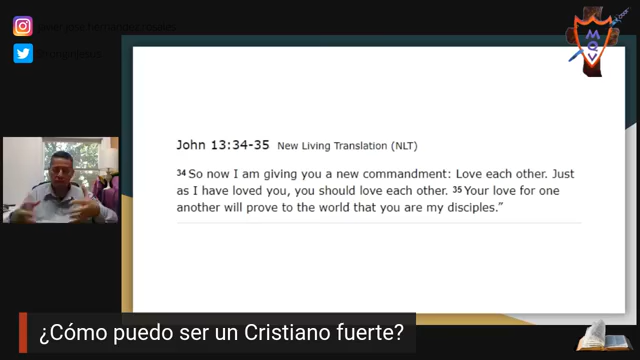 John 13:34-35 New Living Translation (NLT)
34 So now I am giving you a new commandment: Love each other. Just
as I have loved you, you should love each other. 35 Your love for one
another will prove to the world that you are my disciples.”
¿Cómo puedo ser un Cristiano fuerte?
MQV